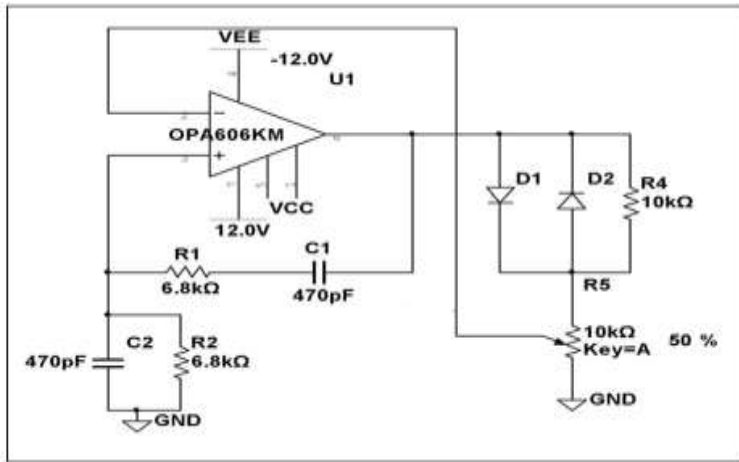 VEE
-12.0V
U1
OPA606KM
VCC
12.0V
D1
D2
R4
10kΩ
R1
6.8kΩ
C1
470pF
R5
10kΩ
Key=A
50 %
C2
470pF
R2
6.8kΩ
GND
GND